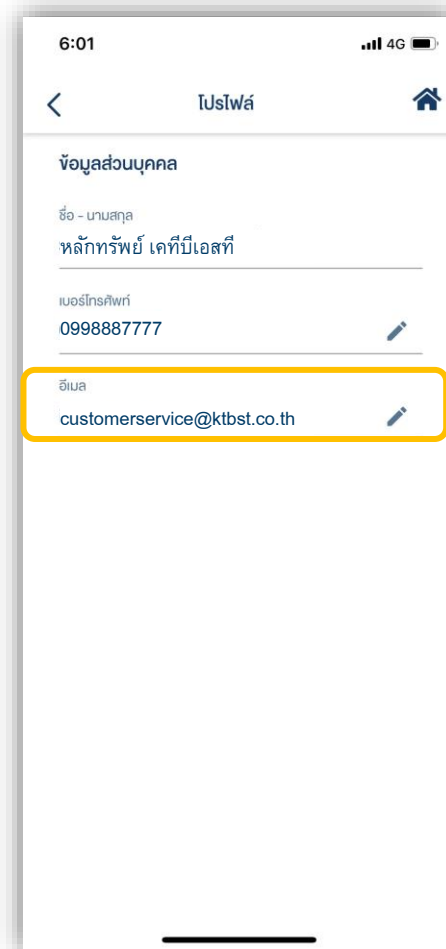 6:01
4G
โปรไฟล์
ข้อมูลส่วนบุคคล
ชื่อ - นามสกุล
หลักทรัพย์ เคทีบีเอสที
เบอร์โทรศัพท์
0998887777
อีเมล
customerservice@ktbst.co.th